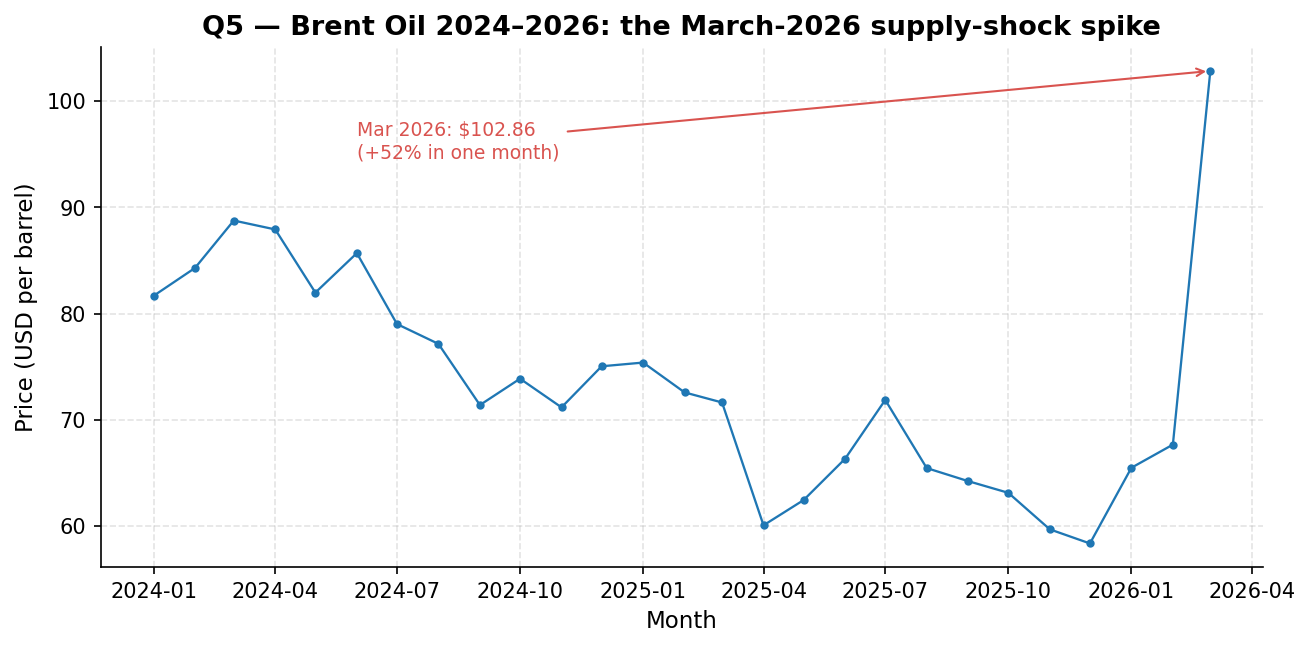 Q5 — Brent Oil 2024–2026: the March-2026 supply-shock spike
Price (USD per barrel)
100
90
80
70
60
Mar 2026: $102.86
(+52% in one month)
2024-01 2024-04 2024-07 2024-10 2025-01 2025-04 2025-07 2025-10 2026-01 2026-04
Month